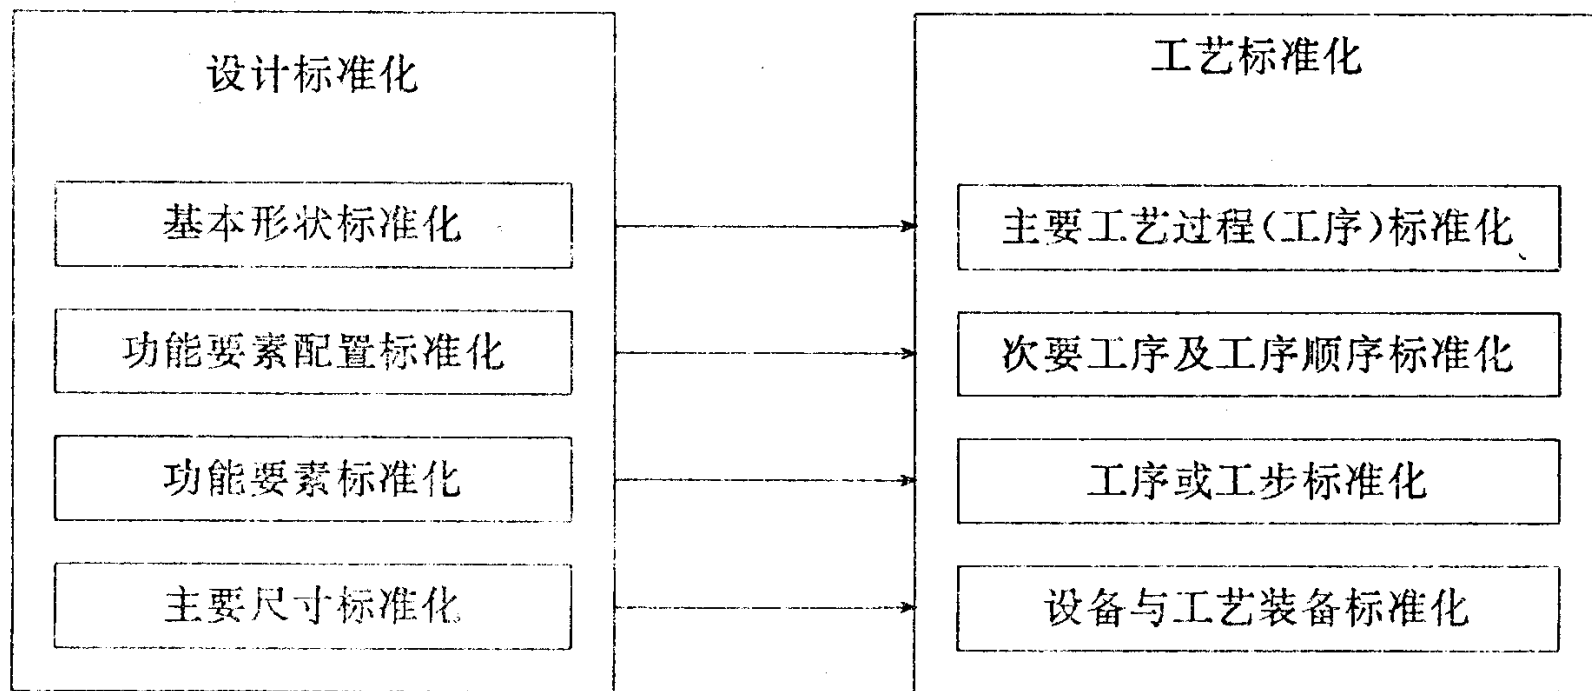 设计标准化
基本形状标准化
功能要素配置标准化
功能要素标准化
主要尺寸标准化
工艺标准化
主要工艺过程(工序)标准化
次要工序及工序顺序标准化
工序或工步标准化
设备与工艺装备标准化